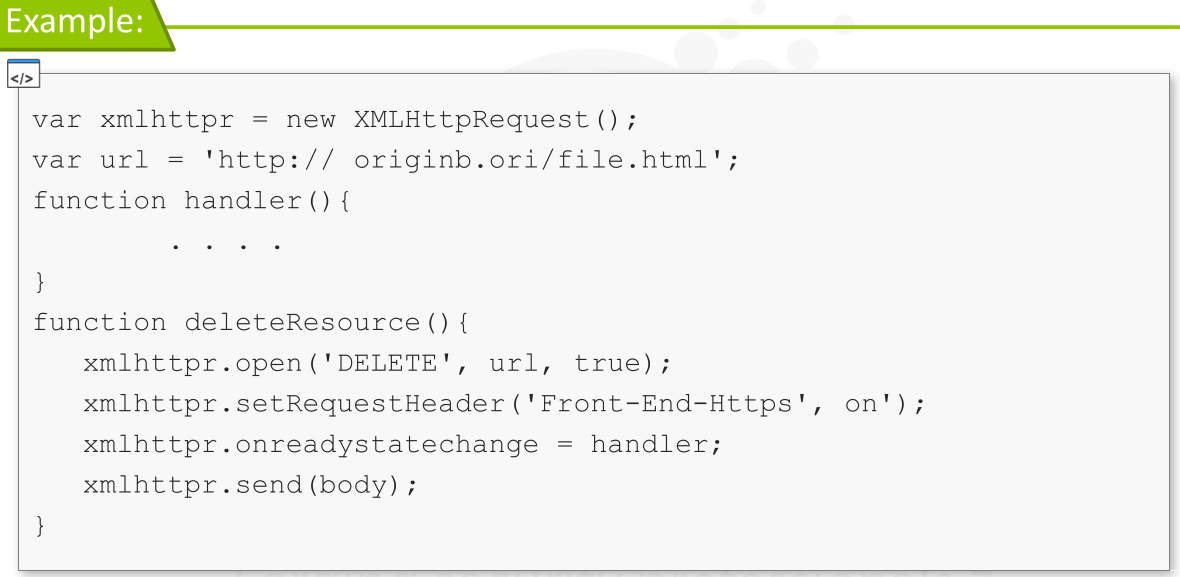 Example:
</>
var xmlhttpr = new XMLHttpRequest();
var url = 'http:// originb.ori/file.html';
function handler(){
        . . . .
}
function deleteResource(){
   xmlhttpr.open('DELETE', url, true);
   xmlhttpr.setRequestHeader('Front-End-Https', on');
   xmlhttpr.onreadystatechange = handler;
   xmlhttpr.send(body);
}